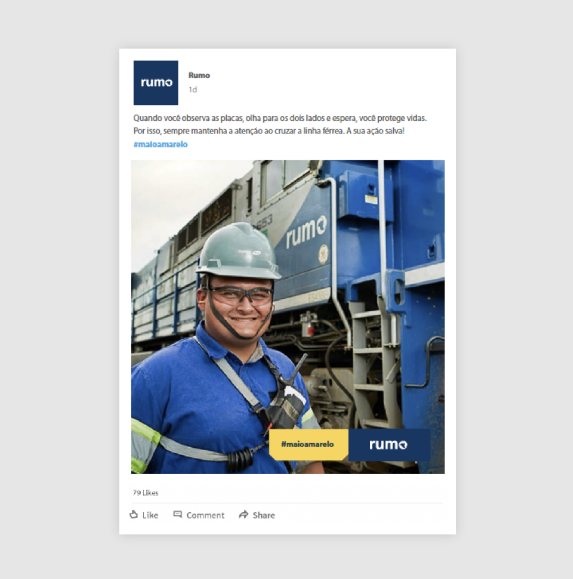 rumo
Rumo
1d
Quando você observa as placas, olha para os dois lados e espera, você protege vidas.
Por isso, sempre mantenha a atenção ao cruzar a linha férrea. A sua ação salva!
#maioamarelo
rumo
#maioamarelo
rumo
79 Likes
Like
Comment
Share